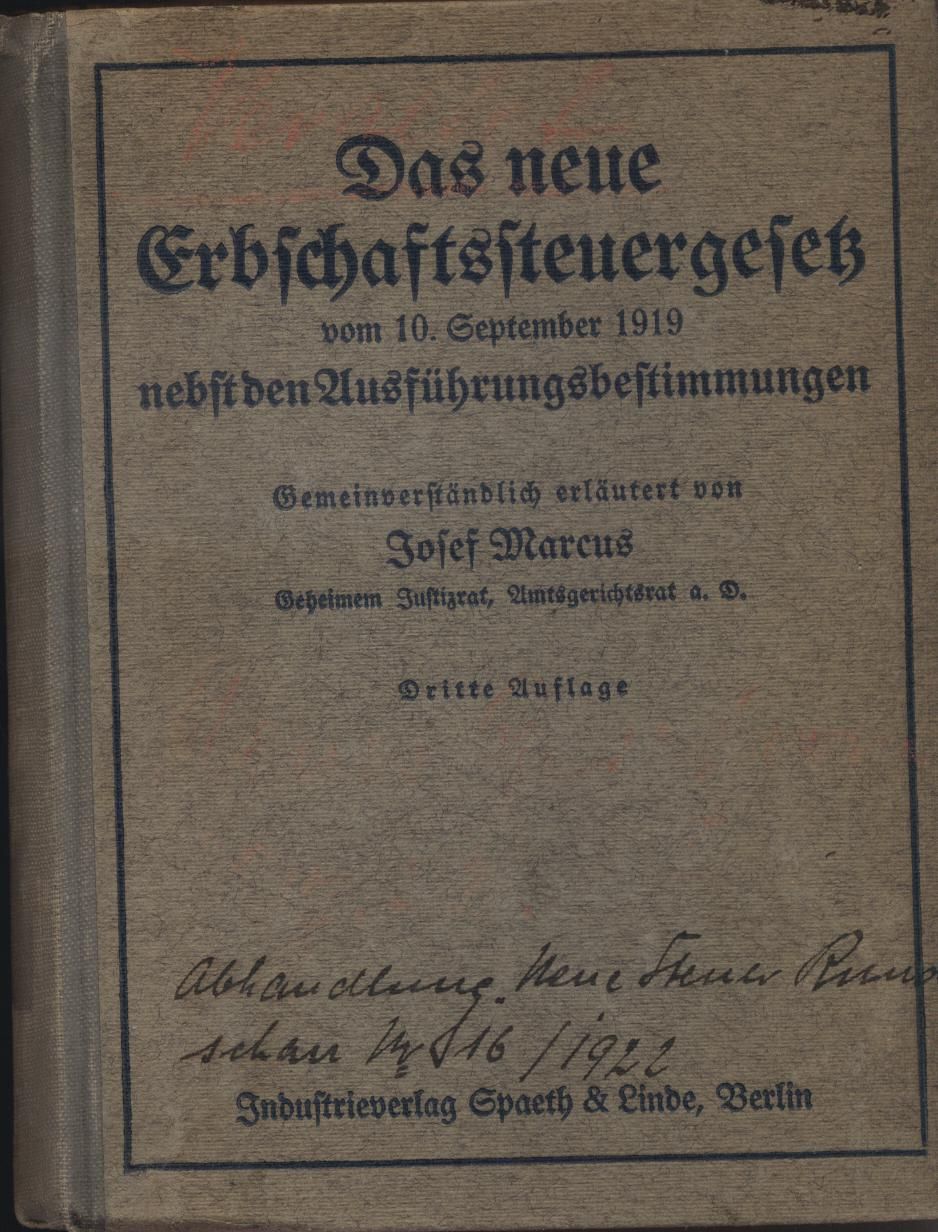 Das neue
Erbschaftssteuergesetz
vom 10. September 1919
nebst den Ausführungsbestimmungen
Gemeinverständlich erläutert von
Josef Marcus
Geheimem Justizrat, Amtsgerichtsrat a. D.
Dritte Auflage
Abhandlung. Neue Steuer Rund
schau Nr 16 / 1922
Industrieverlag Spaeth & Linde, Berlin